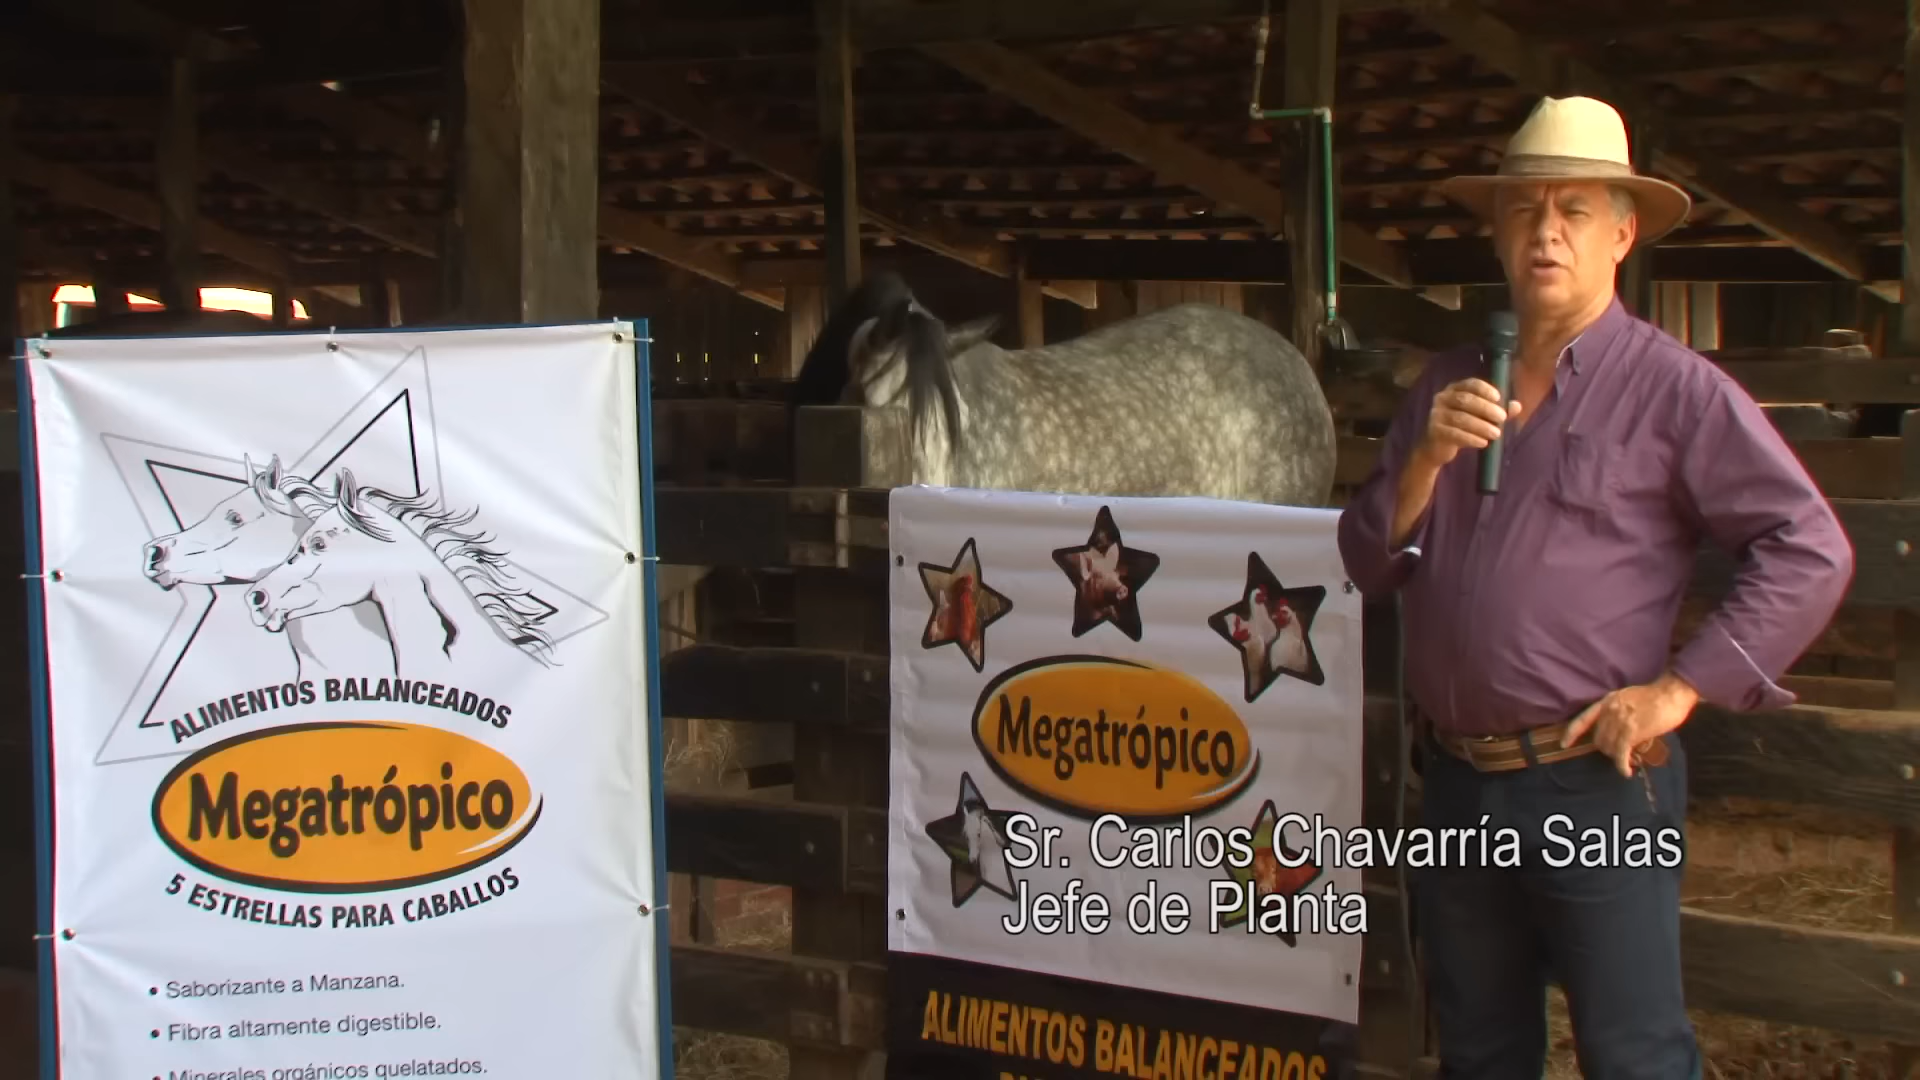 ALIMENTOS BALANCEADOS
Megatrópico
5 ESTRELLAS PARA CABALLOS
• Saborizante a Manzana.
• Fibra altamente digestible.
• Minerales orgánicos quelatados.
Megatrópico
ALIMENTOS BALANCEADOS
Sr. Carlos Chavarría Salas
Jefe de Planta